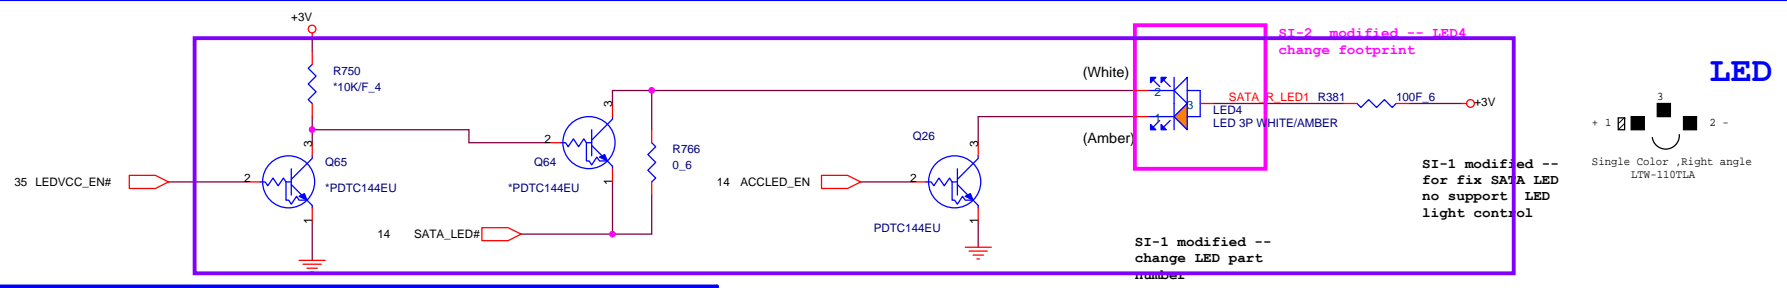 +3V
SI-2 modified -- LED4
change footprint
LED
R750
*10K/F_4
(White)
3
2
SATA_R_LED1
R381
100F_6
+3V
3
LED4
LED 3P WHITE/AMBER
1
(Amber)
3
+ 1
2 -
Single Color ,Right angle
LTW-110TLA
3
2
Q64
*PDTC144EU
1
R766
0_6
Q26
3
3
Q65
35 LEDVCC_EN#
2
*PDTC144EU
1
14 ACCLED_EN
2
1
PDTC144EU
SI-1 modified --
for fix SATA LED
no support LED
light control
14 SATA_LED#
SI-1 modified --
change LED part
number